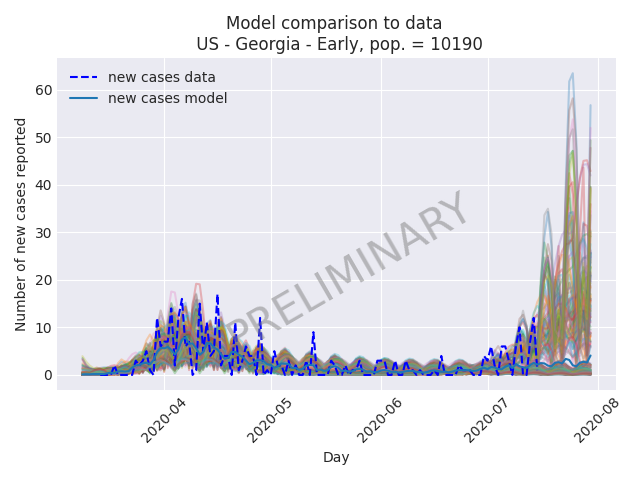 Model comparison to data
US - Georgia - Early, pop. = 10190
new cases data
new cases model
PRELIMINARY
Number of new cases reported
60
50
40
30
20
10
0
2020-04
2020-05
2020-06
2020-07
2020-08
Day